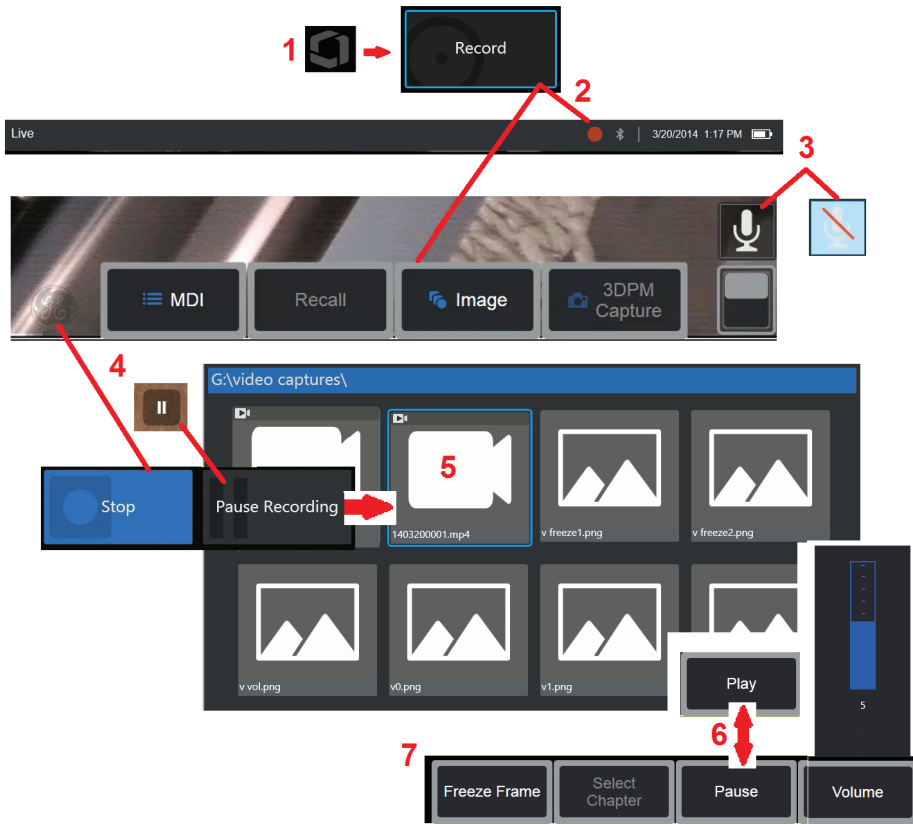 1
Record
2
Live
3/20/2014 1:17 PM
3
MDI
Recall
Image
3DPM
Capture
GE
4
G:\video captures\
5
Stop
Pause Recording
1403200001.mp4
v freeze1.png
v freeze2.png
v vol.png
v0.png
v1.png
5
Play
6
7
Freeze Frame
Select
Chapter
Pause
Volume